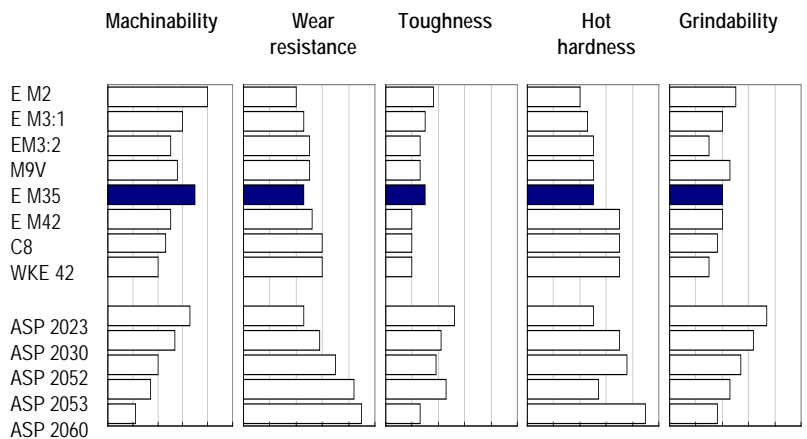 Machinability
Wear
resistance
Toughness
Hot
hardness
Grindability
E M2
E M3:1
EM3:2
M9V
E M35
E M42
C8
WKE 42
ASP 2023
ASP 2030
ASP 2052
ASP 2053
ASP 2060